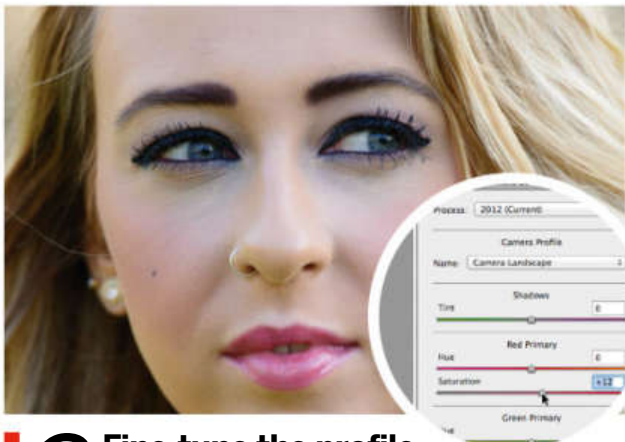 Process: 2012 (Current)
Camera Profile
Name: Camera Landscape
Shadows
Tint 0
Red Primary
Hue 0
Saturation +12
Green Primary
Hue
Fine-tune the profile